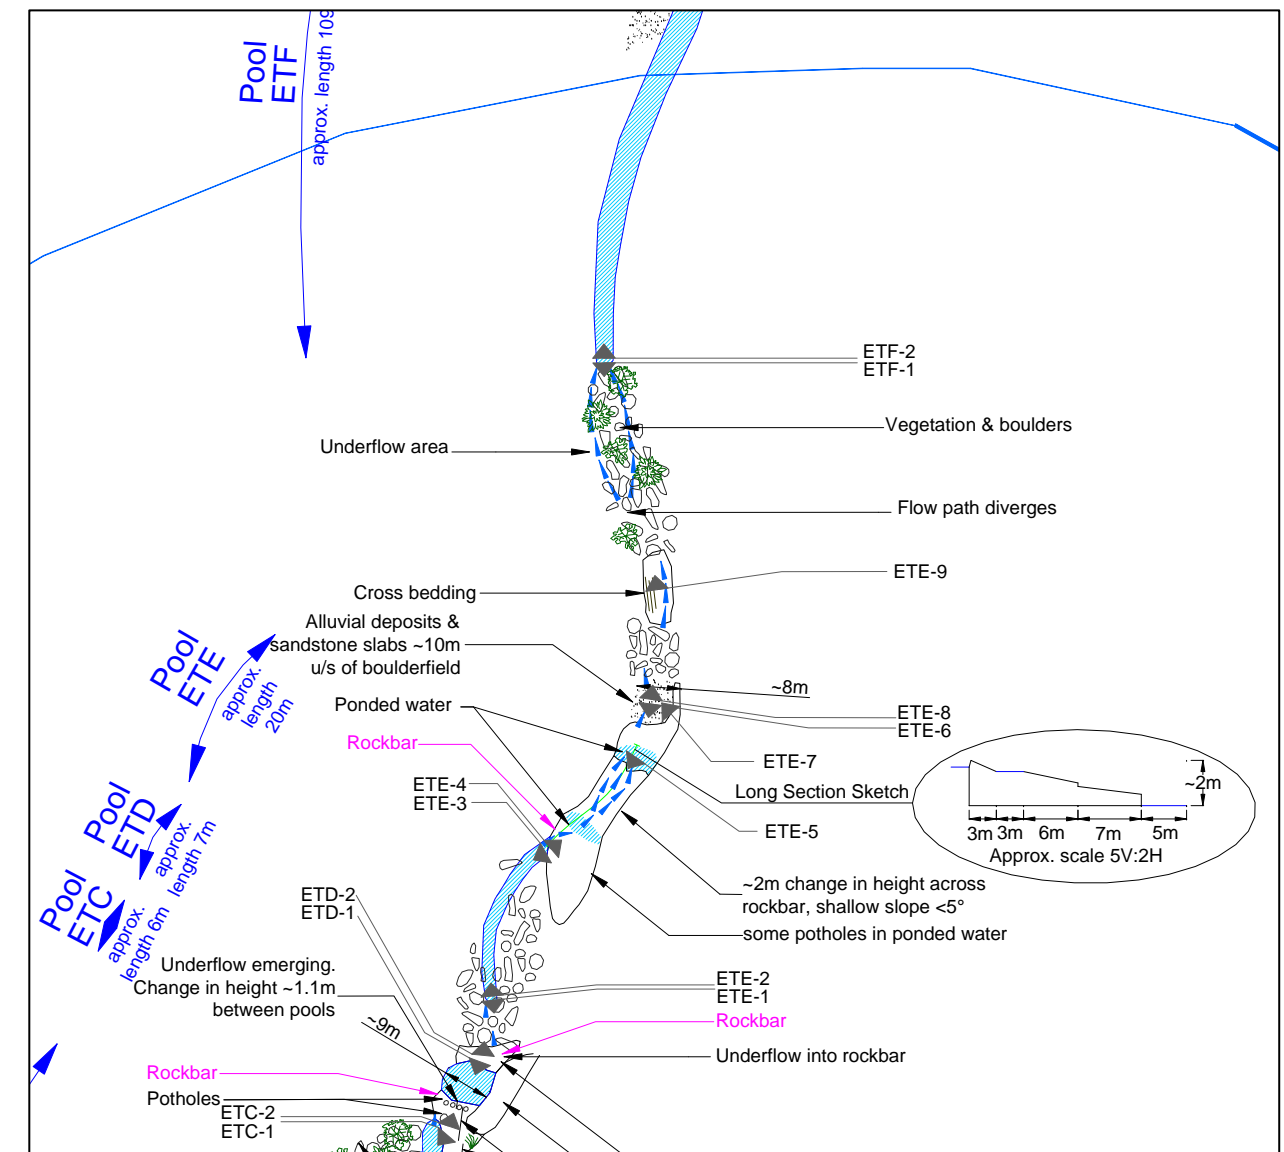 Pool
ETF
approx. length 109
ETF-2
ETF-1
Vegetation & boulders
Underflow area
Flow path diverges
ETE-9
Cross bedding
Alluvial deposits &
sandstone slabs ~10m
u/s of boulderfield
Pool
ETE
approx.
length
20m
~8m
Ponded water
ETE-8
ETE-6
Rockbar
ETE-7
ETE-4
ETE-3
Long Section Sketch
~2m
3m 3m 6m 7m 5m
Approx. scale 5V:2H
ETE-5
Pool
ETD
approx.
length 7m
Pool
ETC
approx.
length 6m
~2m change in height across
rockbar, shallow slope <5°
ETD-2
ETD-1
some potholes in ponded water
Underflow emerging.
Change in height ~1.1m
between pools
ETE-2
ETE-1
~9m
Rockbar
Underflow into rockbar
Rockbar
Potholes
ETC-2
ETC-1